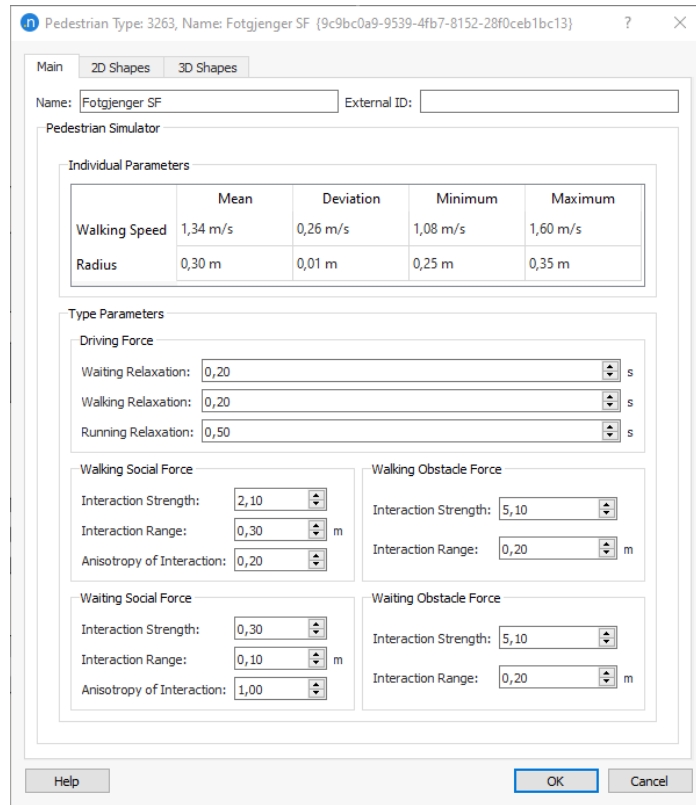 .n Pedestrian Type: 3263, Name: Fotgjenger SF {9c9bc0a9-9539-4fb7-8152-28f0ceb1bc13} ?
Main 2D Shapes 3D Shapes
Name: Fotgjenger SF External ID:
Pedestrian Simulator
Individual Parameters
Mean Deviation Minimum Maximum
Walking Speed 1,34 m/s 0,26 m/s 1,08 m/s 1,60 m/s
Radius 0,30 m 0,01 m 0,25 m 0,35 m
Type Parameters
Driving Force
Waiting Relaxation: 0,20 s
Walking Relaxation: 0,20 s
Running Relaxation: 0,50 s
Walking Social Force
Interaction Strength: 2,10
Interaction Range: 0,30 m
Anisotropy of Interaction: 0,20
Walking Obstacle Force
Interaction Strength: 5,10
Interaction Range: 0,20 m
Waiting Social Force
Interaction Strength: 0,30
Interaction Range: 0,10 m
Anisotropy of Interaction: 1,00
Waiting Obstacle Force
Interaction Strength: 5,10
Interaction Range: 0,20 m
Help OK Cancel